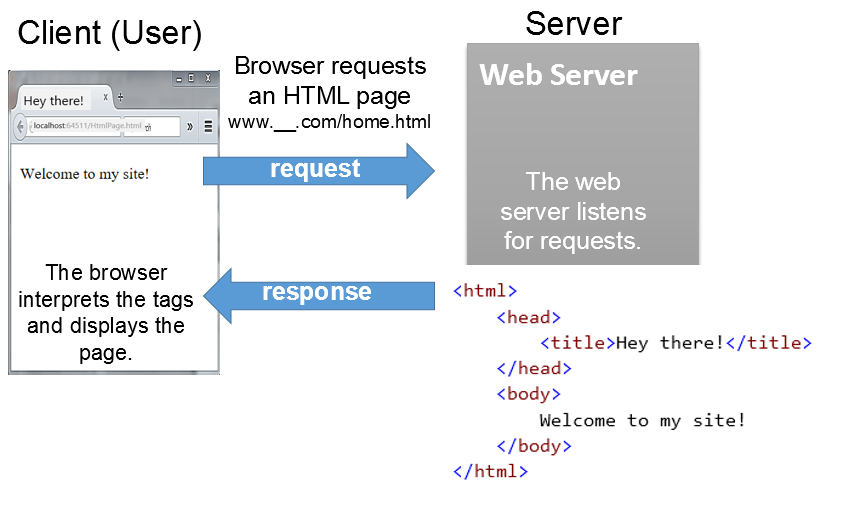 Client (User)
Server
Hey there! x +
localhost:64511/HtmlPage.html
»
Welcome to my site!
The browser
interprets the tags
and displays the
page.
Browser requests
an HTML page
www.__.com/home.html
request
response
Web Server
The web
server listens
for requests.
<html>
<head>
<title>Hey there!</title>
</head>
<body>
Welcome to my site!
</body>
</html>